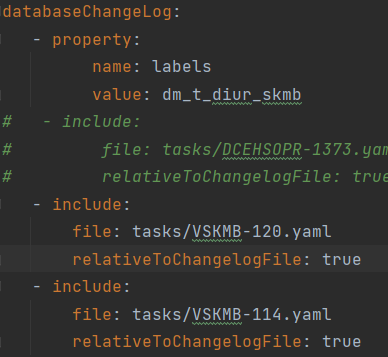 databaseChangeLog:
- property:
name: labels
value: dm_t_diur_skmb
# - include:
# file: tasks/DCEHSOPR-1373.yam
# relativeToChangelogFile: true
- include:
file: tasks/VSKMB-120.yaml
relativeToChangelogFile: true
- include:
file: tasks/VSKMB-114.yaml
relativeToChangelogFile: true